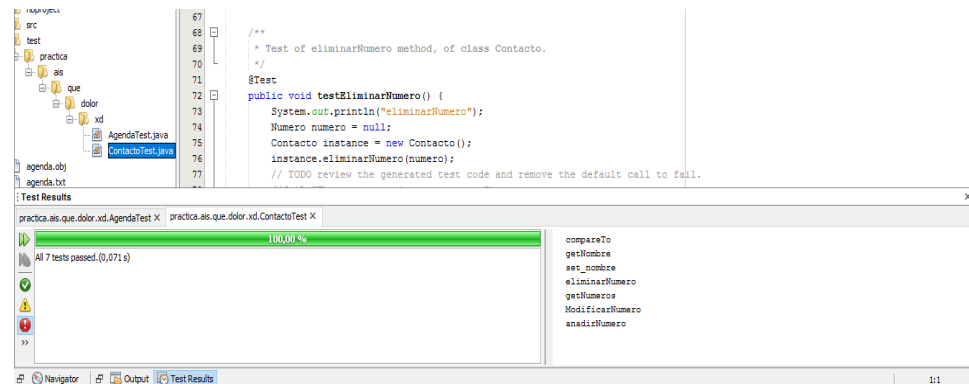 nbproject
src
test
practica
ais
que
dolor
xd
AgendaTest.java
ContactoTest.java
agenda.obj
agenda.txt
67
68 /**
69 * Test of eliminarNumero method, of class Contacto.
70 */
71 @Test
72 public void testEliminarNumero() {
73 System.out.println("eliminarNumero");
74 Numero numero = null;
75 Contacto instance = new Contacto();
76 instance.eliminarNumero(numero);
77 // TODO review the generated test code and remove the default call to fail.
Test Results
practica.ais.que.dolor.xd.AgendaTest X practica.ais.que.dolor.xd.ContactoTest X
100,00 %
All 7 tests passed.(0,071 s)
compareTo
getNombre
set_nombre
eliminarNumero
getNumeros
ModificarNumero
anadirNumero
Navigator Output Test Results
1:1